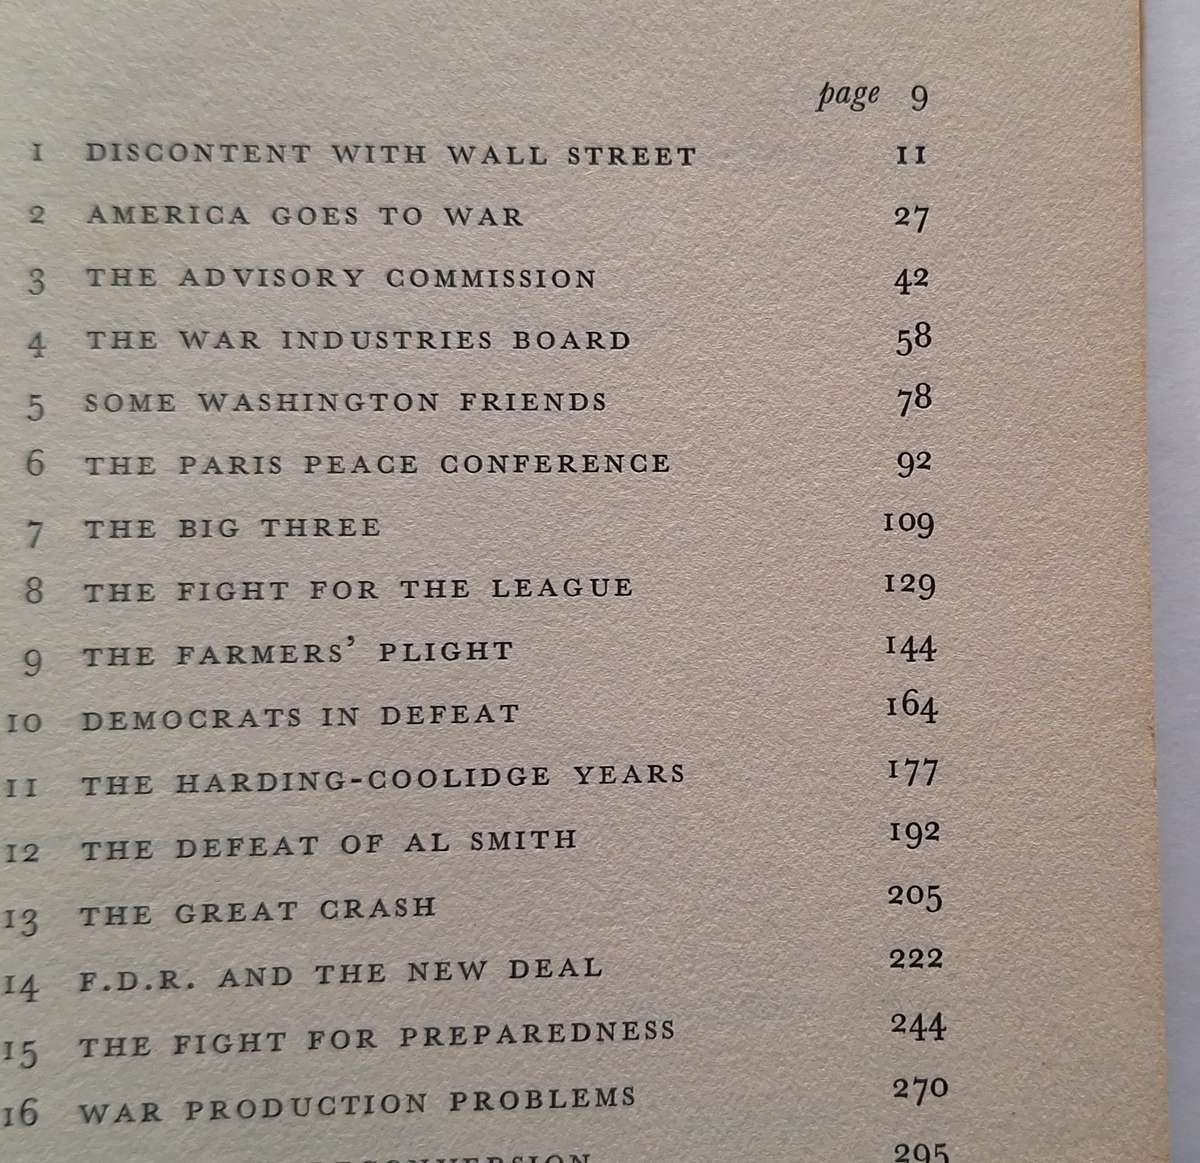 page 9
1 DISCONTENT WITH WALL STREET 11
2 AMERICA GOES TO WAR 27
3 THE ADVISORY COMMISSION 42
4 THE WAR INDUSTRIES BOARD 58
5 SOME WASHINGTON FRIENDS 78
6 THE PARIS PEACE CONFERENCE 92
7 THE BIG THREE 109
8 THE FIGHT FOR THE LEAGUE 129
9 THE FARMERS' PLIGHT 144
10 DEMOCRATS IN DEFEAT 164
11 THE HARDING-COOLIDGE YEARS 177
12 THE DEFEAT OF AL SMITH 192
13 THE GREAT CRASH 205
14 F.D.R. AND THE NEW DEAL 222
15 THE FIGHT FOR PREPAREDNESS 244
16 WAR PRODUCTION PROBLEMS 270
295